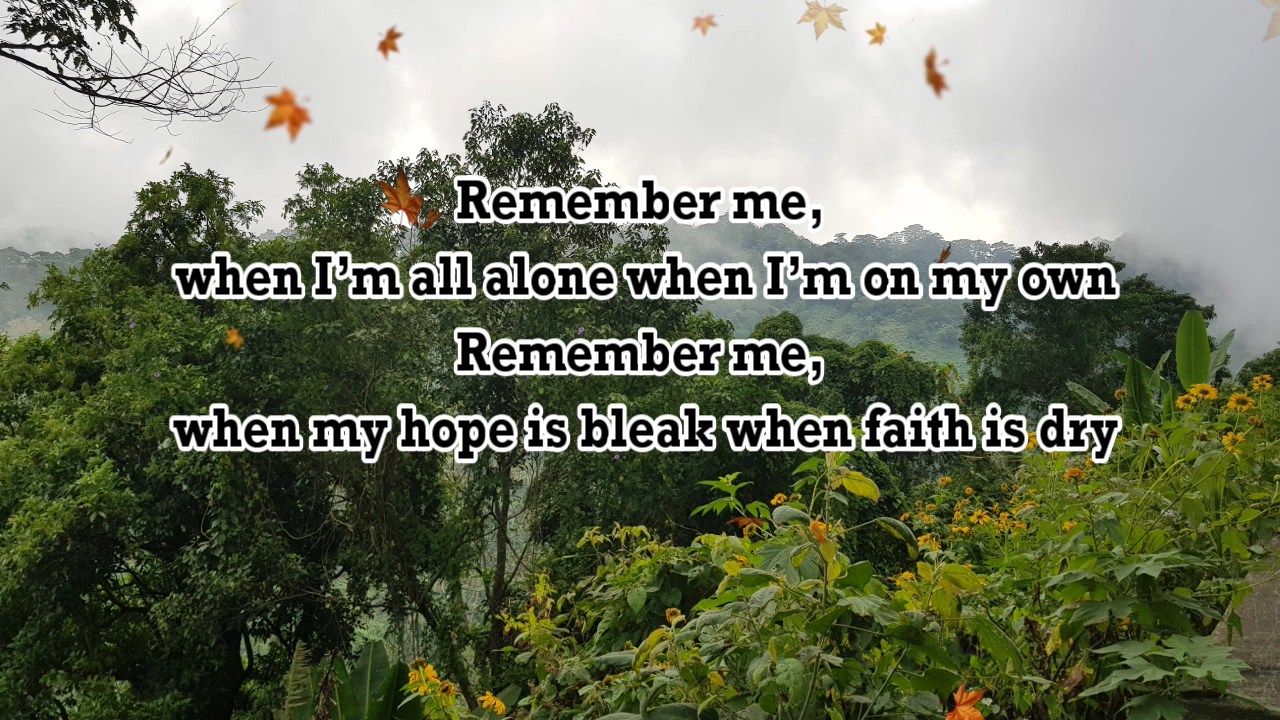 Remember me,
when I’m all alone when I’m on my own
Remember me,
when my hope is bleak when faith is dry